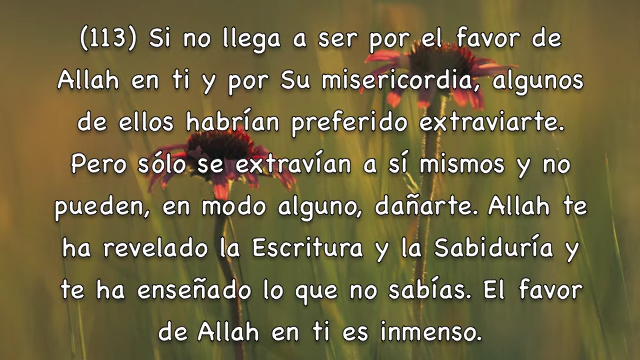 (113) Si no llega a ser por el favor de
Allah en ti y por Su misericordia, algunos
de ellos habrían preferido extraviarte.
Pero sólo se extravían a sí mismos y no
pueden, en modo alguno, dañarte. Allah te
ha revelado la Escritura y la Sabiduría y
te ha enseñado lo que no sabías. El favor
de Allah en ti es inmenso.